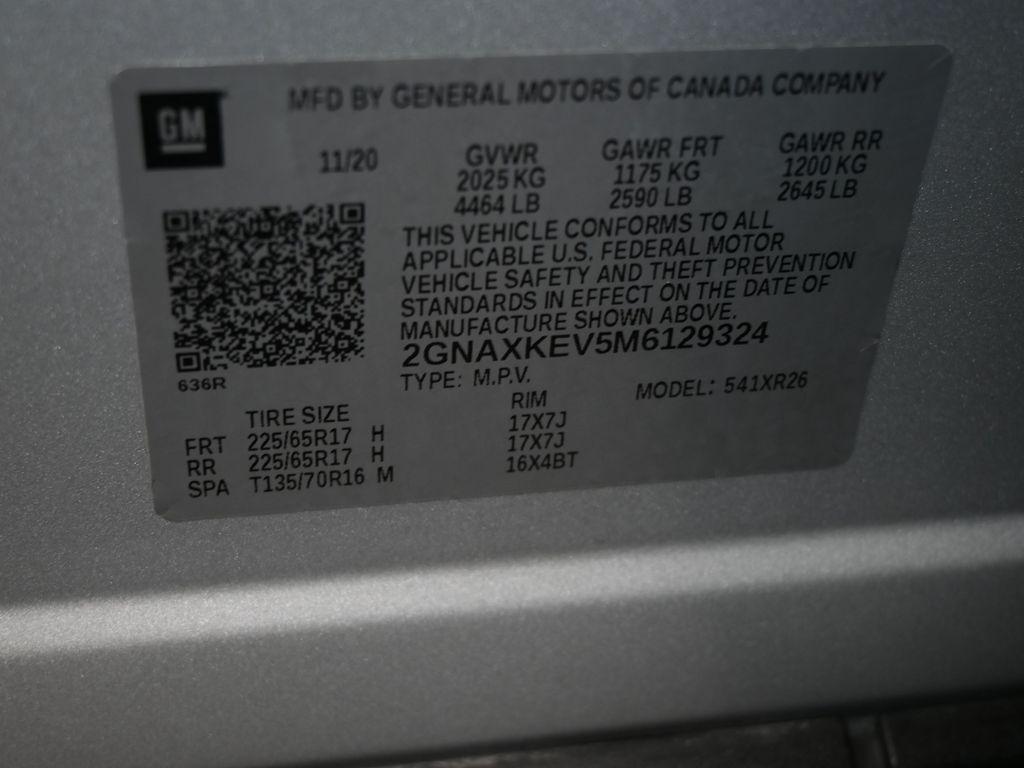 GM
MFD BY GENERAL MOTORS OF CANADA COMPANY
11/20 GVWR GAWR FRT GAWR RR
2025 KG 1175 KG 1200 KG
4464 LB 2590 LB 2645 LB
THIS VEHICLE CONFORMS TO ALL
APPLICABLE U.S. FEDERAL MOTOR
VEHICLE SAFETY AND THEFT PREVENTION
STANDARDS IN EFFECT ON THE DATE OF
MANUFACTURE SHOWN ABOVE.
2GNAXKEV5M6129324
636R
TYPE: M.P.V. MODEL: 541XR26
TIRE SIZE RIM
FRT 225/65R17 H 17X7J
RR 225/65R17 H 17X7J
SPA T135/70R16 M 16X4BT